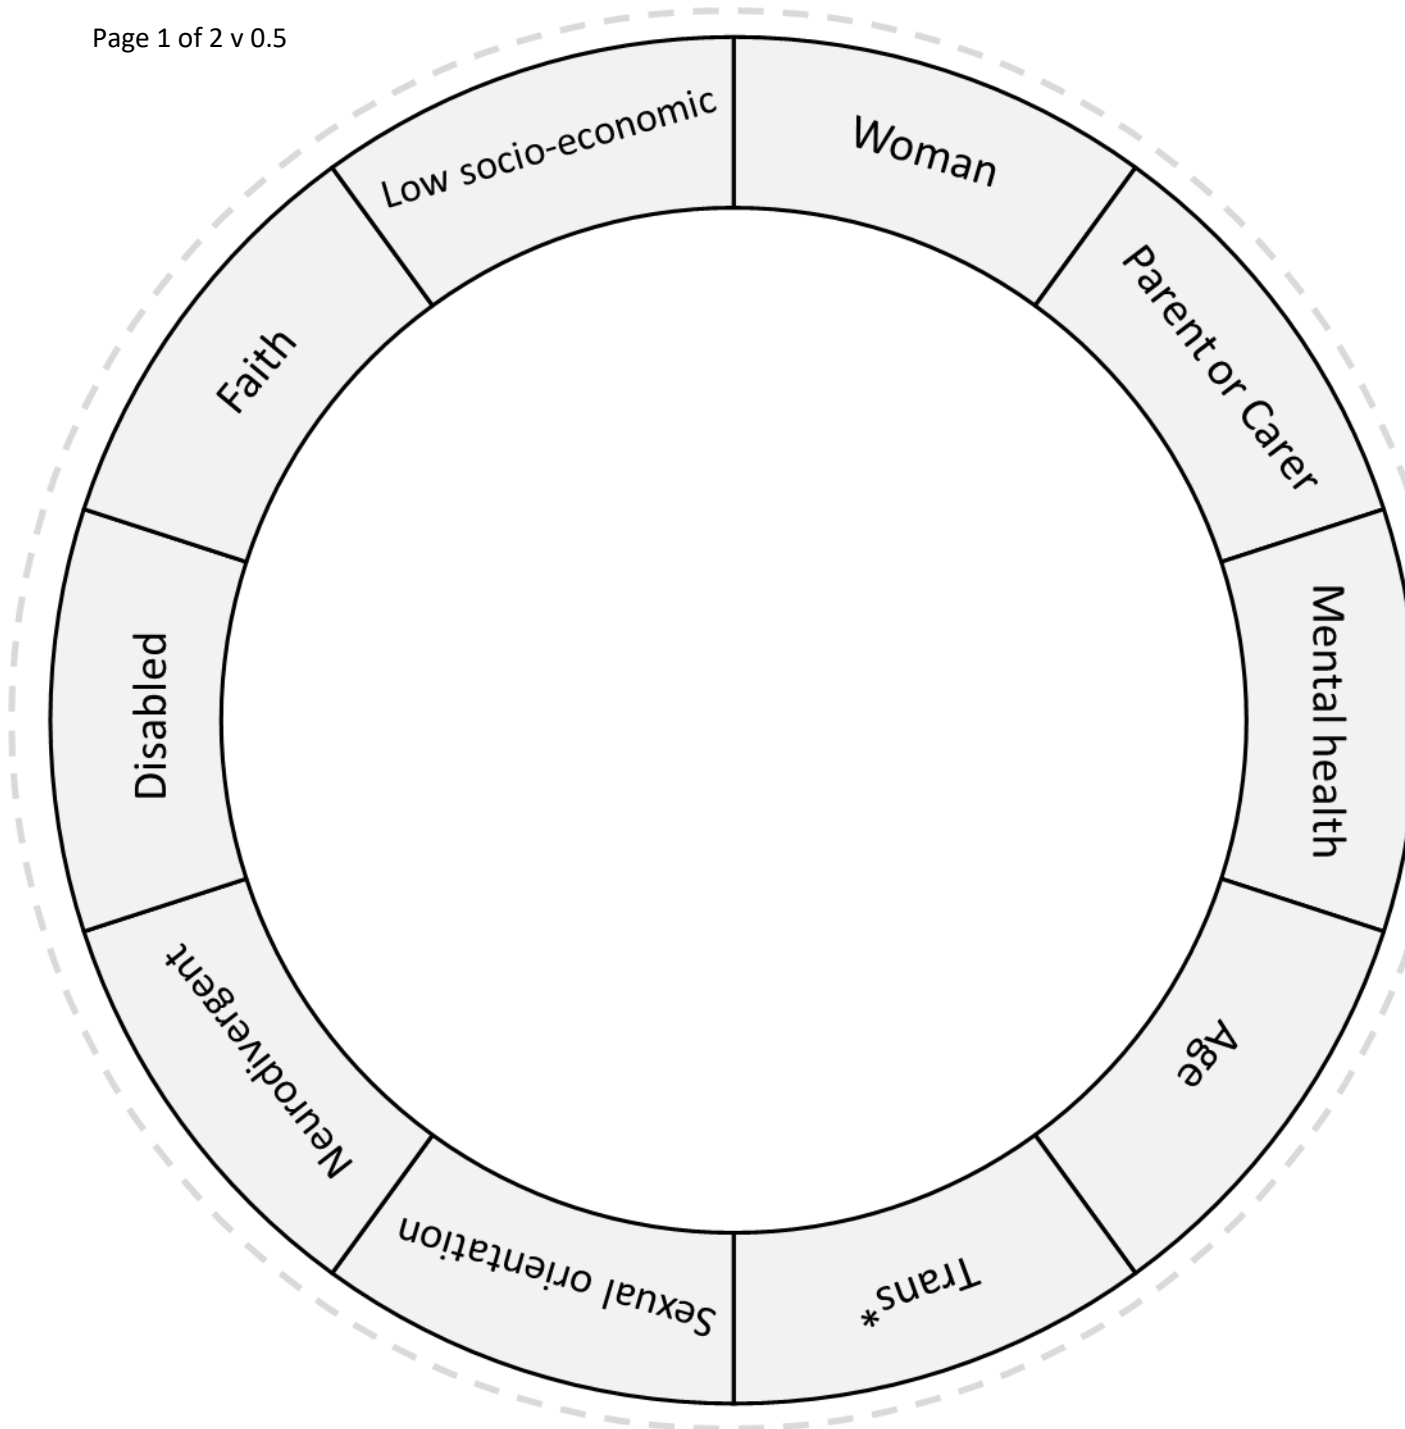 Page 1 of 2 v 0.5
Woman
Parent or Carer
Mental health
Age
Trans*
Sexual orientation
Neurodivergent
Disabled
Faith
Low socio-economic